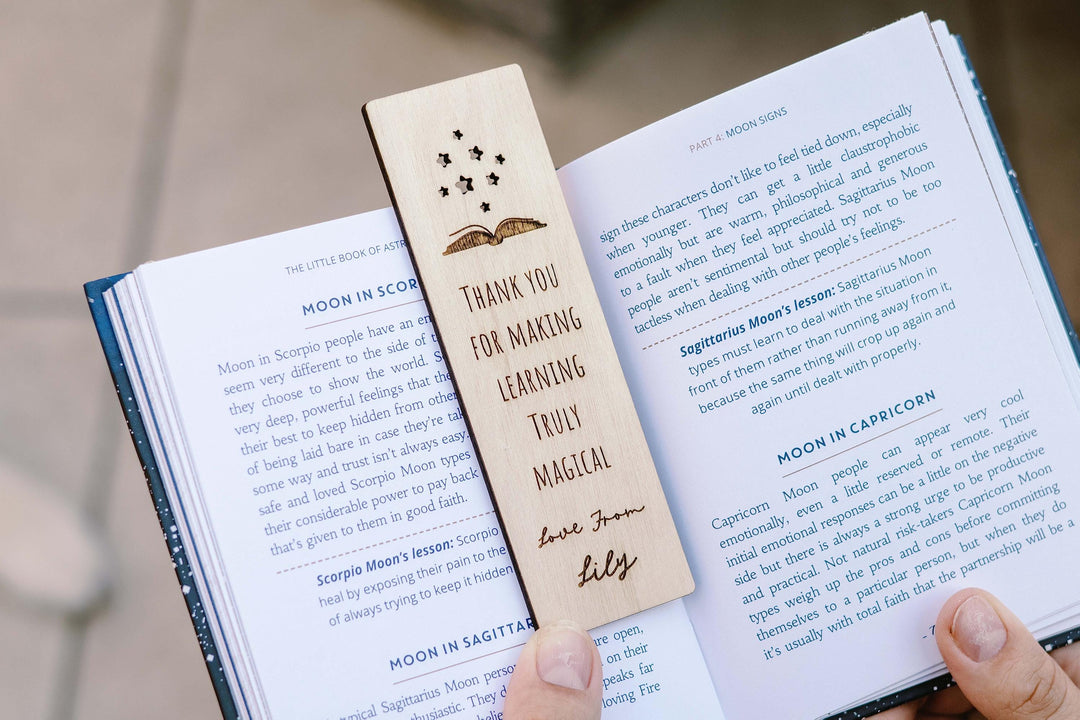 THE LITTLE BOOK OF
MOON IN
Moon in Scorpio people have an
seem very different to the side of
they choose to show the world.
very deep, powerful feelings that
their best to keep hidden from
of being laid bare in case they're
some way and trust isn't always easy.
safe and loved Scorpio Moon types
their considerable power to pay back
that's given to them in good faith.
Scorpio Moon's lesson: Scorpio
heal by exposing their pain to the
of always trying to keep it hidden
MOON IN
Sagittarius Moon
They
are open,
on their
speaks far
loving Fire
THANK YOU
FOR MAKING
LEARNING
TRULY
MAGICAL
Love From
Lily
PART 4: MOON SIGNS
sign these characters don't like to feel tied down, especially
when younger. They can get a little claustrophobic
emotionally but are warm, philosophical and generous
to a fault when they feel appreciated. Sagittarius Moon
people aren't sentimental but should try not to be too
tactless when dealing with other people's feelings.
Sagittarius Moon's lesson: Sagittarius Moon
types must learn to deal with the situation in
front of them rather than running away from it,
because the same thing will crop up again and
again until dealt with properly.
MOON IN CAPRICORN
Capricorn Moon people can appear very cool
emotionally, even a little reserved or remote. Their
initial emotional responses can be a little on the negative
side but there is always a strong urge to be productive
and practical. Not natural risk-takers Capricorn Moon
types weigh up the pros and cons before committing
themselves to a particular person, but when they do
it's usually with total faith that the partnership will be a